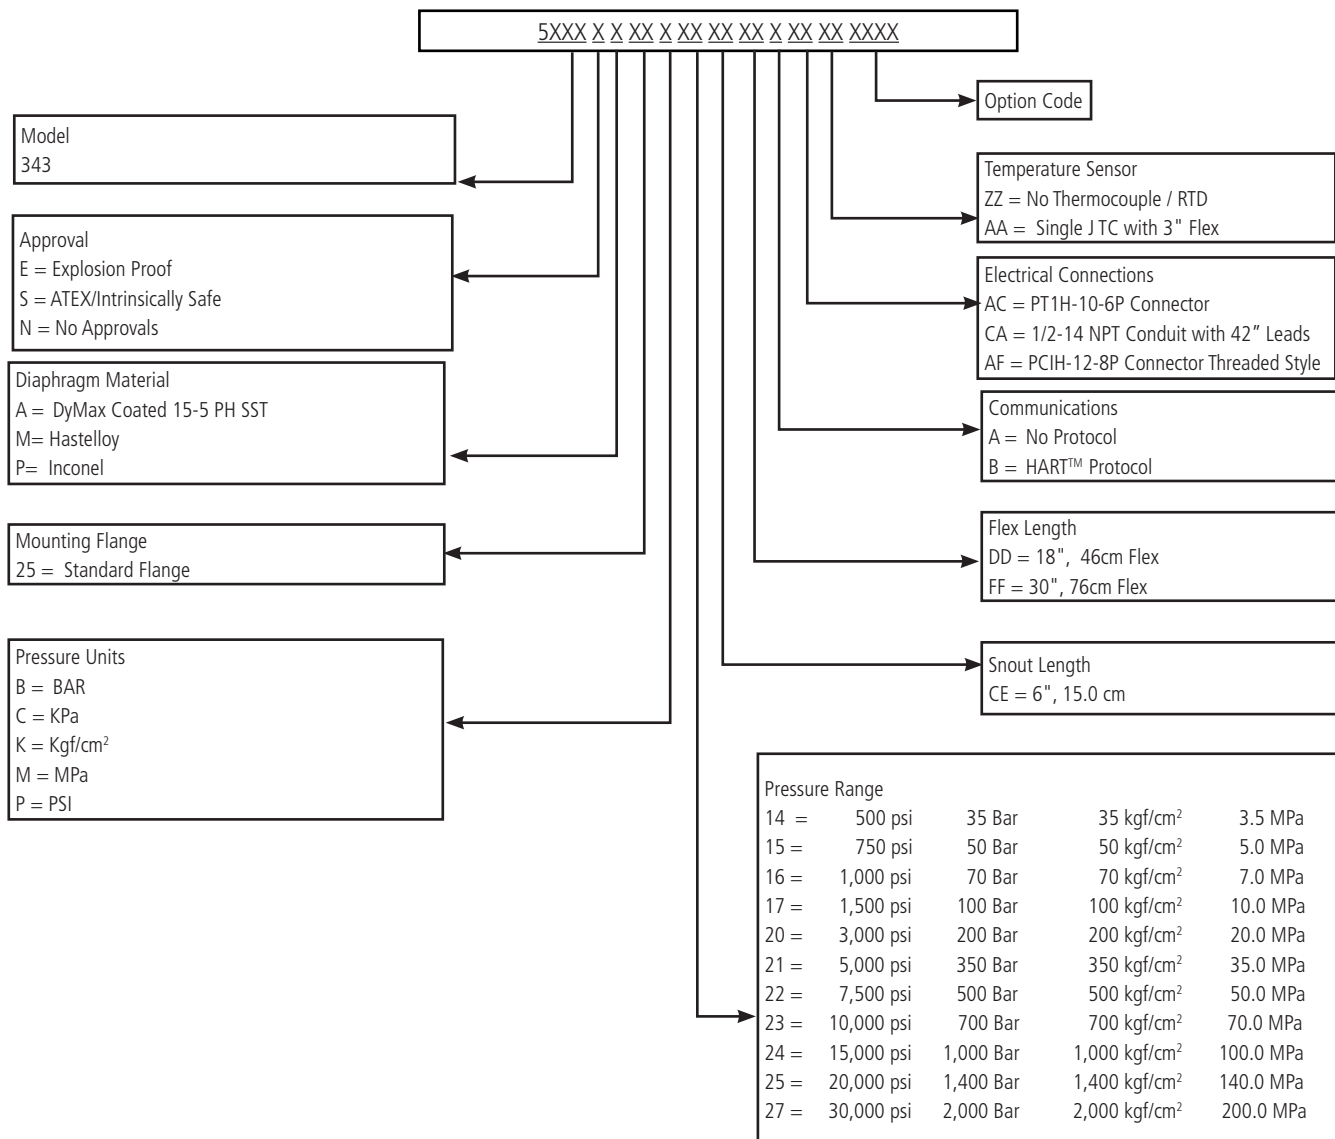 5XXX X X XX X XX XX XX X XX XX XXXX
Option Code
Model
343
Temperature Sensor
ZZ = No Thermocouple / RTD
AA = Single J TC with 3" Flex
Approval
E = Explosion Proof
S = ATEX/Intrinsically Safe
N = No Approvals
Electrical Connections
AC = PT1H-10-6P Connector
CA = 1/2-14 NPT Conduit with 42” Leads
AF = PCIH-12-8P Connector Threaded Style
Diaphragm Material
A = DyMax Coated 15-5 PH SST
M= Hastelloy
P= Inconel
Communications
A = No Protocol
B = HART™ Protocol
Mounting Flange
25 = Standard Flange
Flex Length
DD = 18", 46cm Flex
FF = 30", 76cm Flex
Pressure Units
B = BAR
C = KPa
K = Kgf/cm²
M = MPa
P = PSI
Snout Length
CE = 6", 15.0 cm
Pressure Range
14 = 500 psi 35 Bar 35 kgf/cm² 3.5 MPa
15 = 750 psi 50 Bar 50 kgf/cm² 5.0 MPa
16 = 1,000 psi 70 Bar 70 kgf/cm² 7.0 MPa
17 = 1,500 psi 100 Bar 100 kgf/cm² 10.0 MPa
20 = 3,000 psi 200 Bar 200 kgf/cm² 20.0 MPa
21 = 5,000 psi 350 Bar 350 kgf/cm² 35.0 MPa
22 = 7,500 psi 500 Bar 500 kgf/cm² 50.0 MPa
23 = 10,000 psi 700 Bar 700 kgf/cm² 70.0 MPa
24 = 15,000 psi 1,000 Bar 1,000 kgf/cm² 100.0 MPa
25 = 20,000 psi 1,400 Bar 1,400 kgf/cm² 140.0 MPa
27 = 30,000 psi 2,000 Bar 2,000 kgf/cm² 200.0 MPa